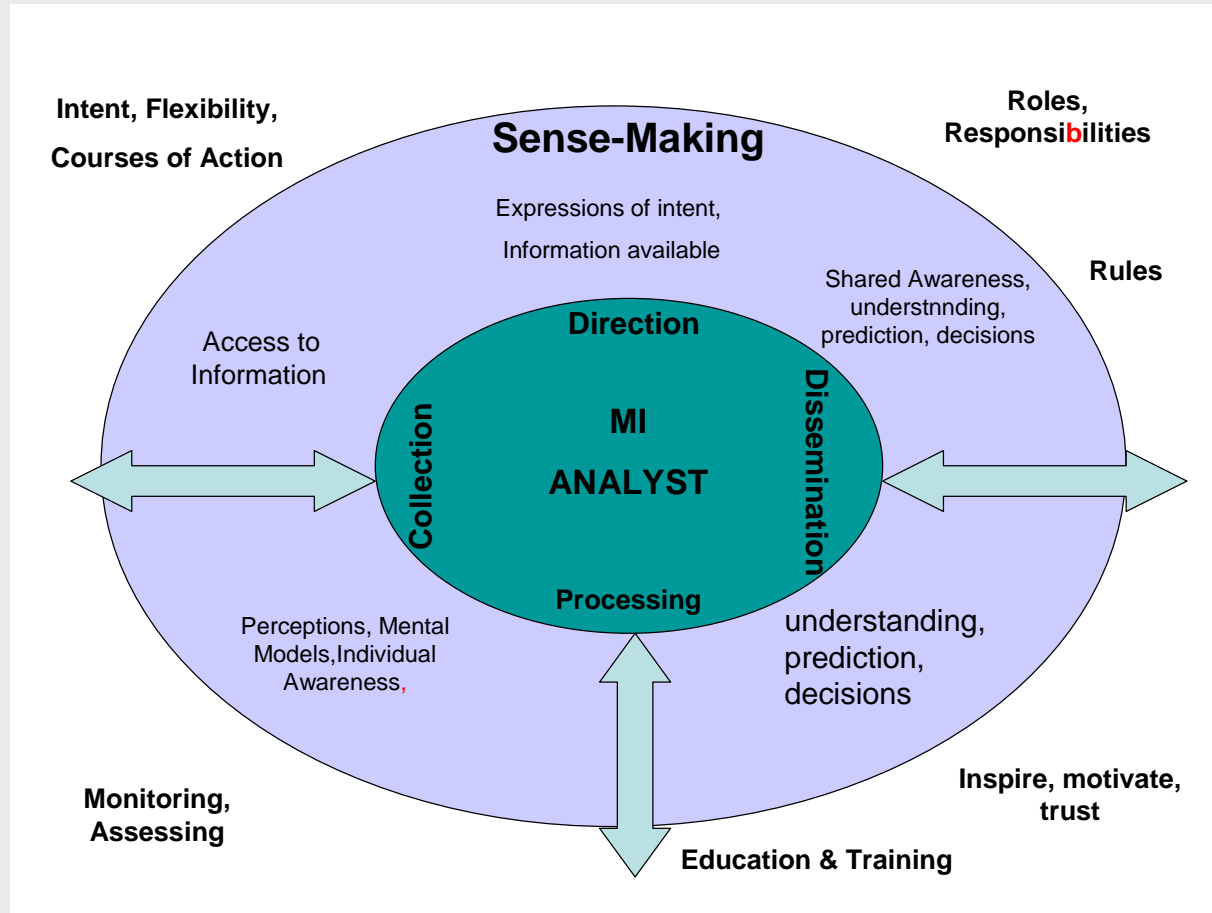 Intent, Flexibility,
Courses of Action
Roles,
Responsibilities
Sense-Making
Expressions of intent,
Information available
Rules
Shared Awareness,
understnnding,
prediction, decisions
Access to
Information
Direction
Collection
MI
ANALYST
Dissemination
Processing
Perceptions, Mental
Models,Individual
Awareness,
understanding,
prediction,
decisions
Monitoring,
Assessing
Inspire, motivate,
trust
Education & Training